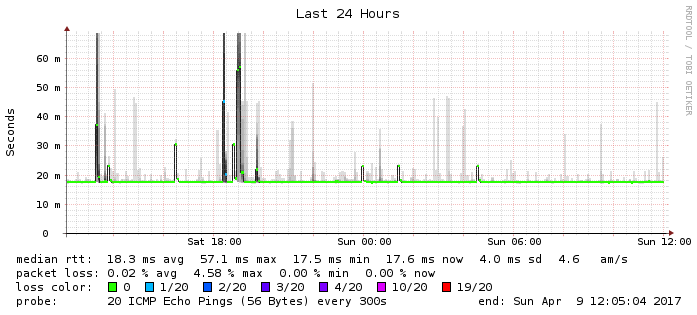 Last 24 Hours
RRDTOOL / TOBI OETIKER
Seconds
60 m
50 m
40 m
30 m
20 m
10 m
0
Sat 18:00 Sun 00:00 Sun 06:00 Sun 12:00
median rtt: 18.3 ms avg 57.1 ms max 17.5 ms min 17.6 ms now 4.0 ms sd 4.6 am/s
packet loss: 0.02 % avg 4.58 % max 0.00 % min 0.00 % now
loss color: 0 1/20 2/20 3/20 4/20 10/20 19/20
probe: 20 ICMP Echo Pings (56 Bytes) every 300s end: Sun Apr 9 12:05:04 2017